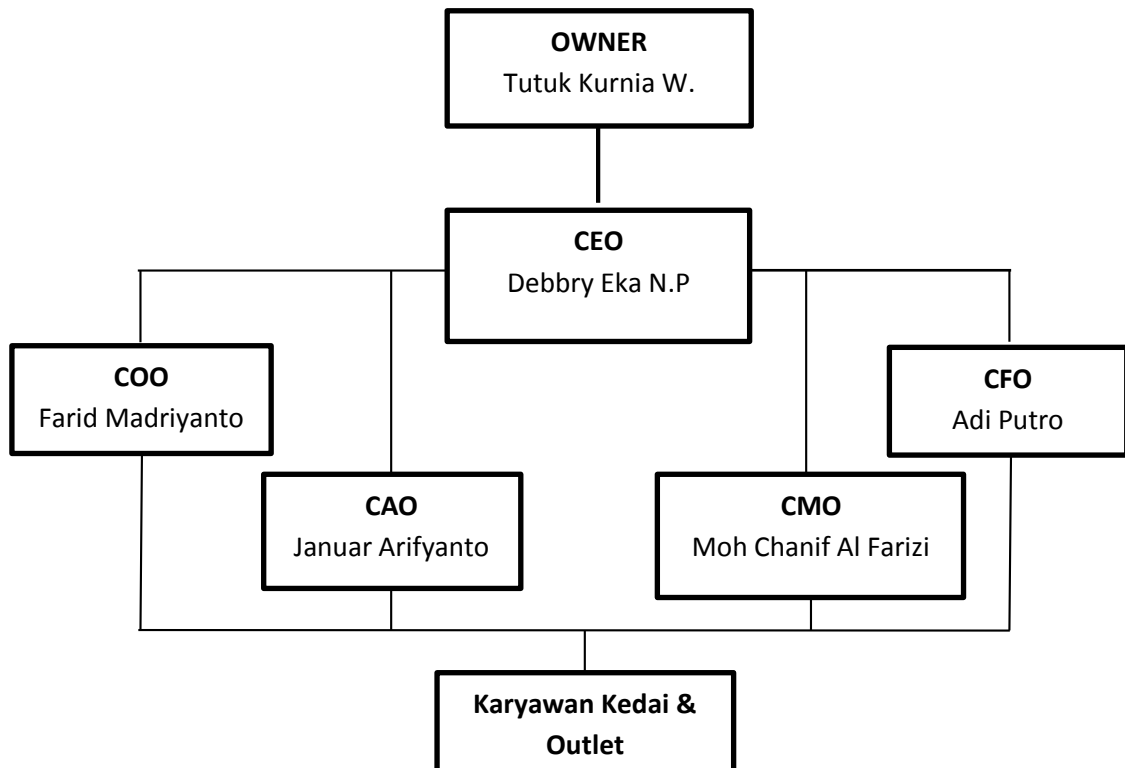 OWNER
Tutuk Kurnia W.
CEO
Debbry Eka N.P
COO
Farid Madriyanto
CFO
Adi Putro
CAO
Januar Arifyanto
CMO
Moh Chanif Al Farizi
Karyawan Kedai &
Outlet